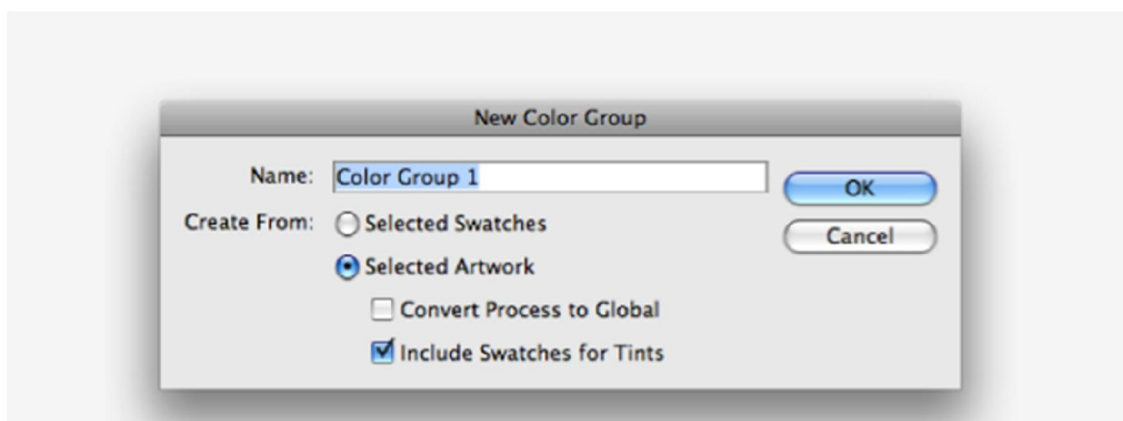 New Color Group
Name: Color Group 1
OK
Create From: Selected Swatches
Cancel
Selected Artwork
Convert Process to Global
Include Swatches for Tints